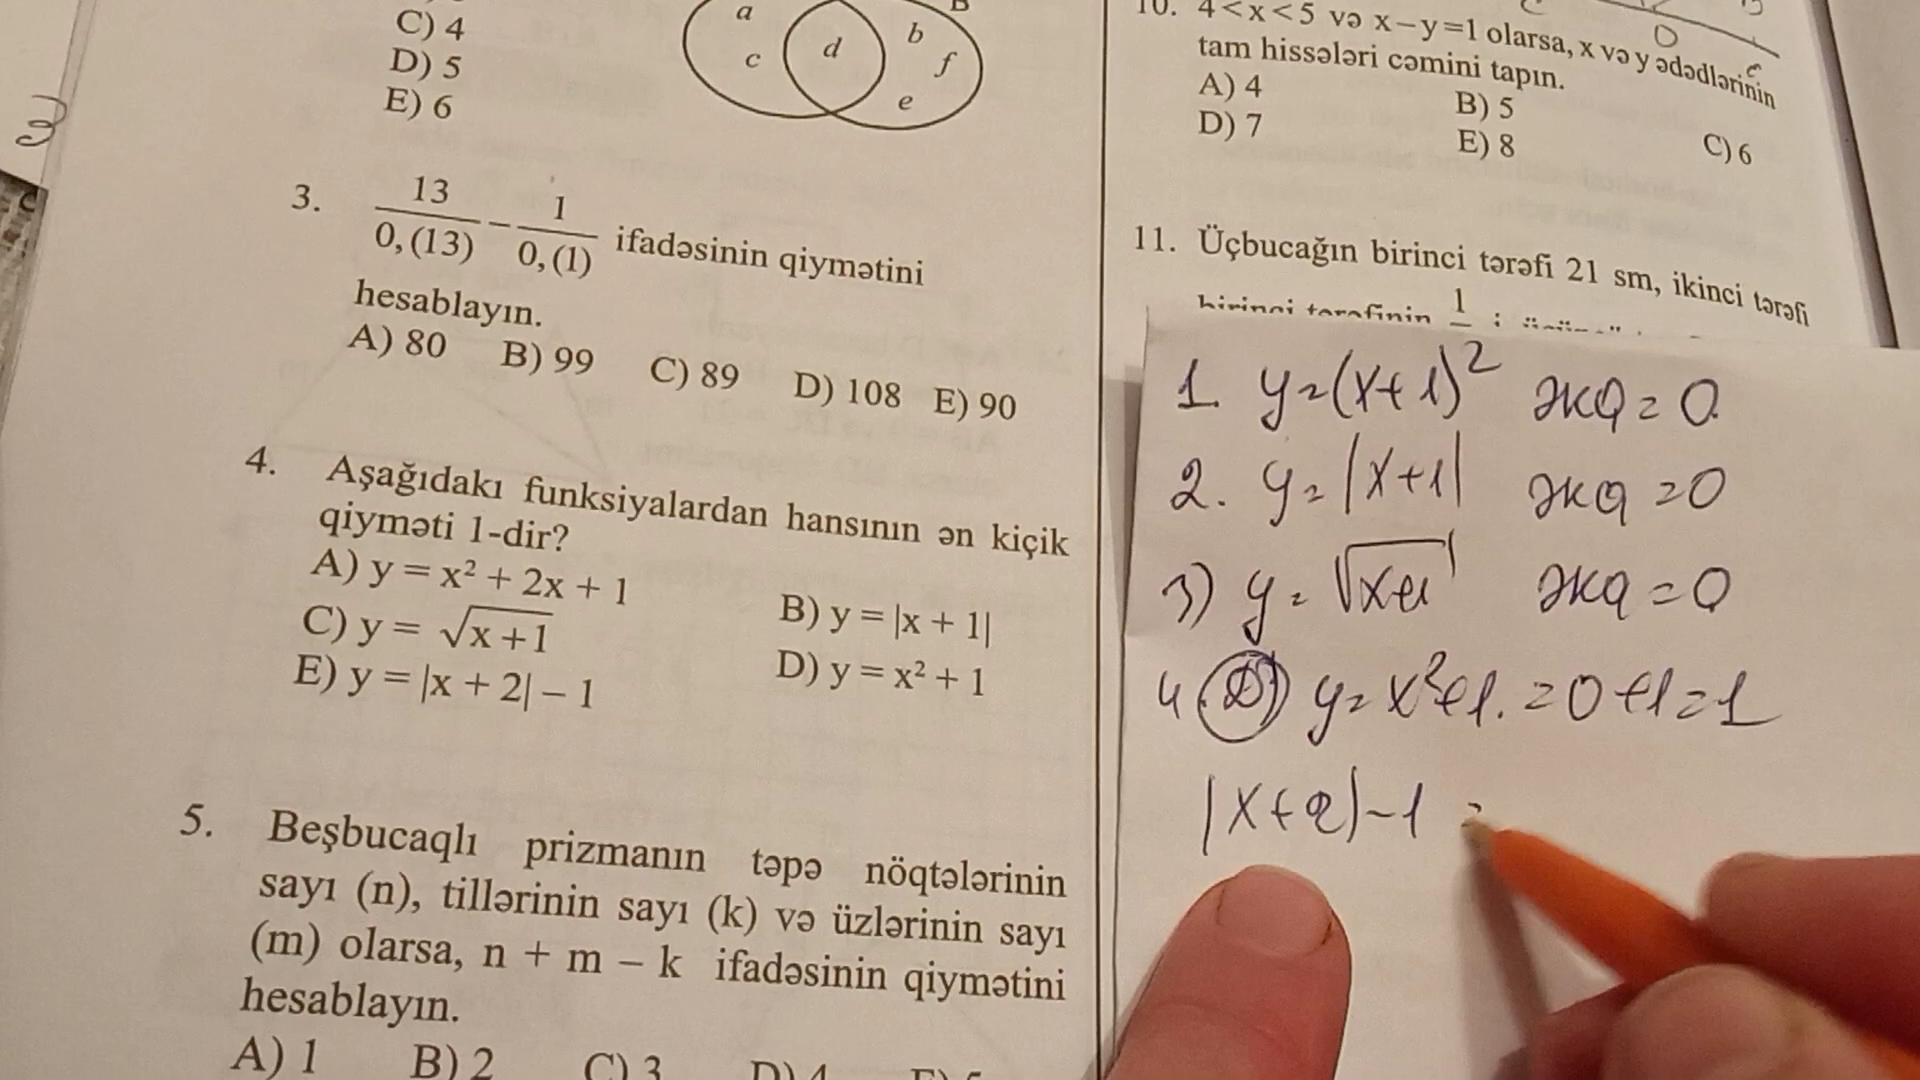 C) 4
D) 5
E) 6
a
c
d
b
f
e
B
3. 13/0,(13) − 1/0,(1) ifadəsinin qiymətini
hesablayın.
A) 80 B) 99 C) 89 D) 108 E) 90
4. Aşağıdakı funksiyalardan hansının ən kiçik
qiyməti 1-dir?
A) y = x² + 2x + 1
B) y = |x + 1|
C) y = √x+1
D) y = x² + 1
E) y = |x + 2| − 1
5. Beşbucaqlı prizmanın təpə nöqtələrinin
sayı (n), tillərinin sayı (k) və üzlərinin sayı
(m) olarsa, n + m − k ifadəsinin qiymətini
hesablayın.
A) 1 B) 2 C) 3 D) 4
10. 4<x<5 və x−y=1 olarsa, x və y ədədlərinin
tam hissələri cəmini tapın.
A) 4 B) 5 C) 6
D) 7 E) 8
11. Üçbucağın birinci tərəfi 21 sm, ikinci tərəfi
birinci tərəfinin 1
1. y=(x+1)² əkq=0.
2. y=|x+1| əkq=0
3) y=√x+1 əkq=0
4. D) y=x²+1.=0+1=1
|x+2|−1 =